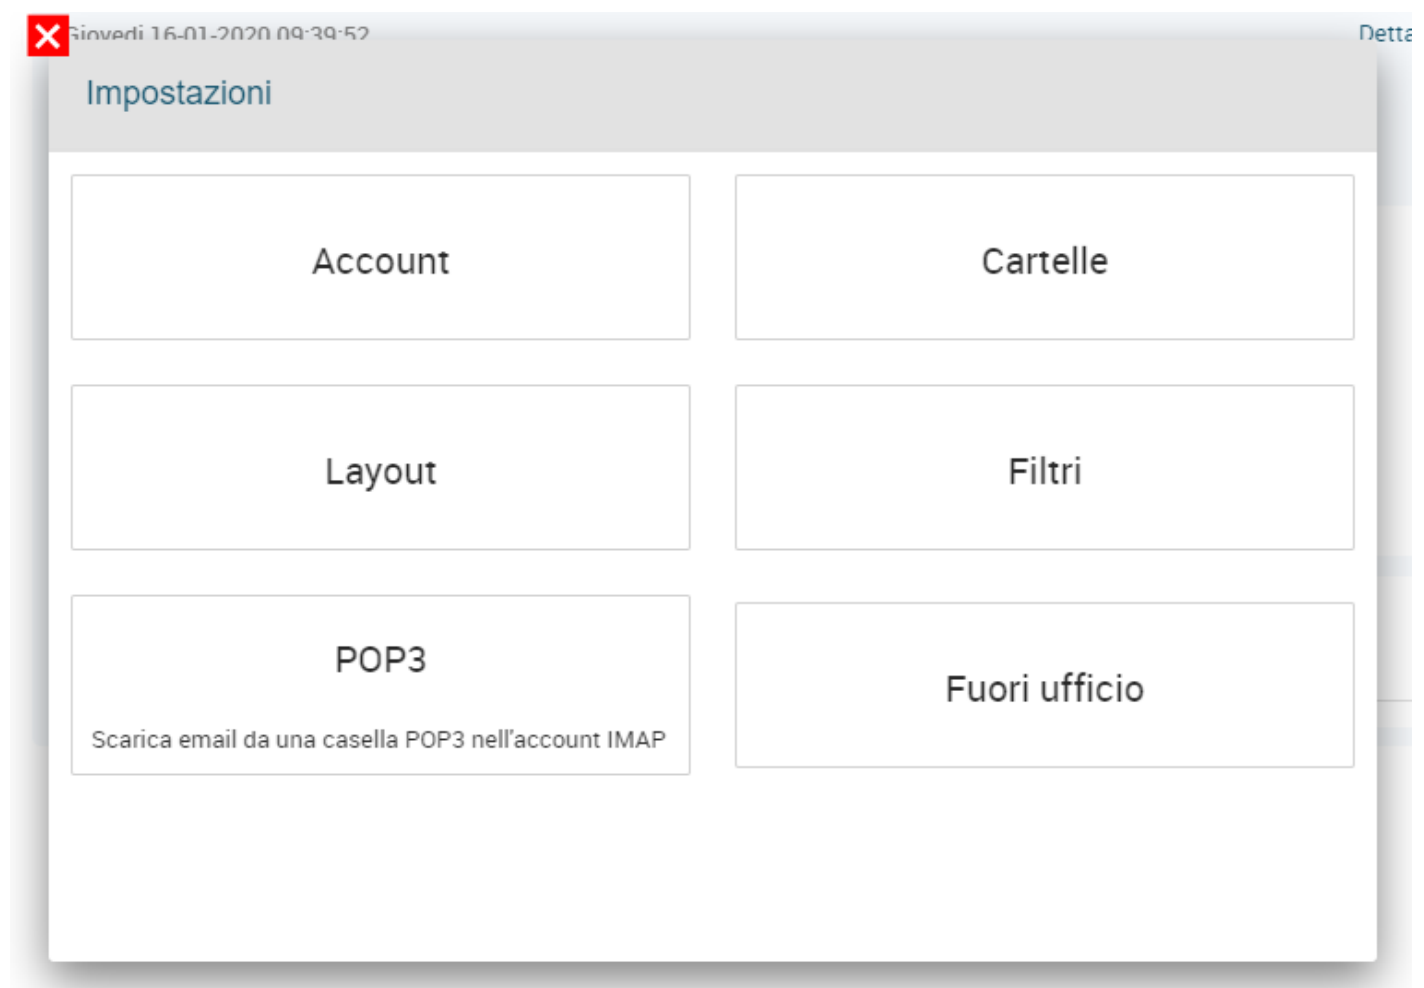 Giovedi 16-01-2020 09:39:52
Impostazioni
Account
Cartelle
Layout
Filtri
POP3
Scarica email da una casella POP3 nell'account IMAP
Fuori ufficio